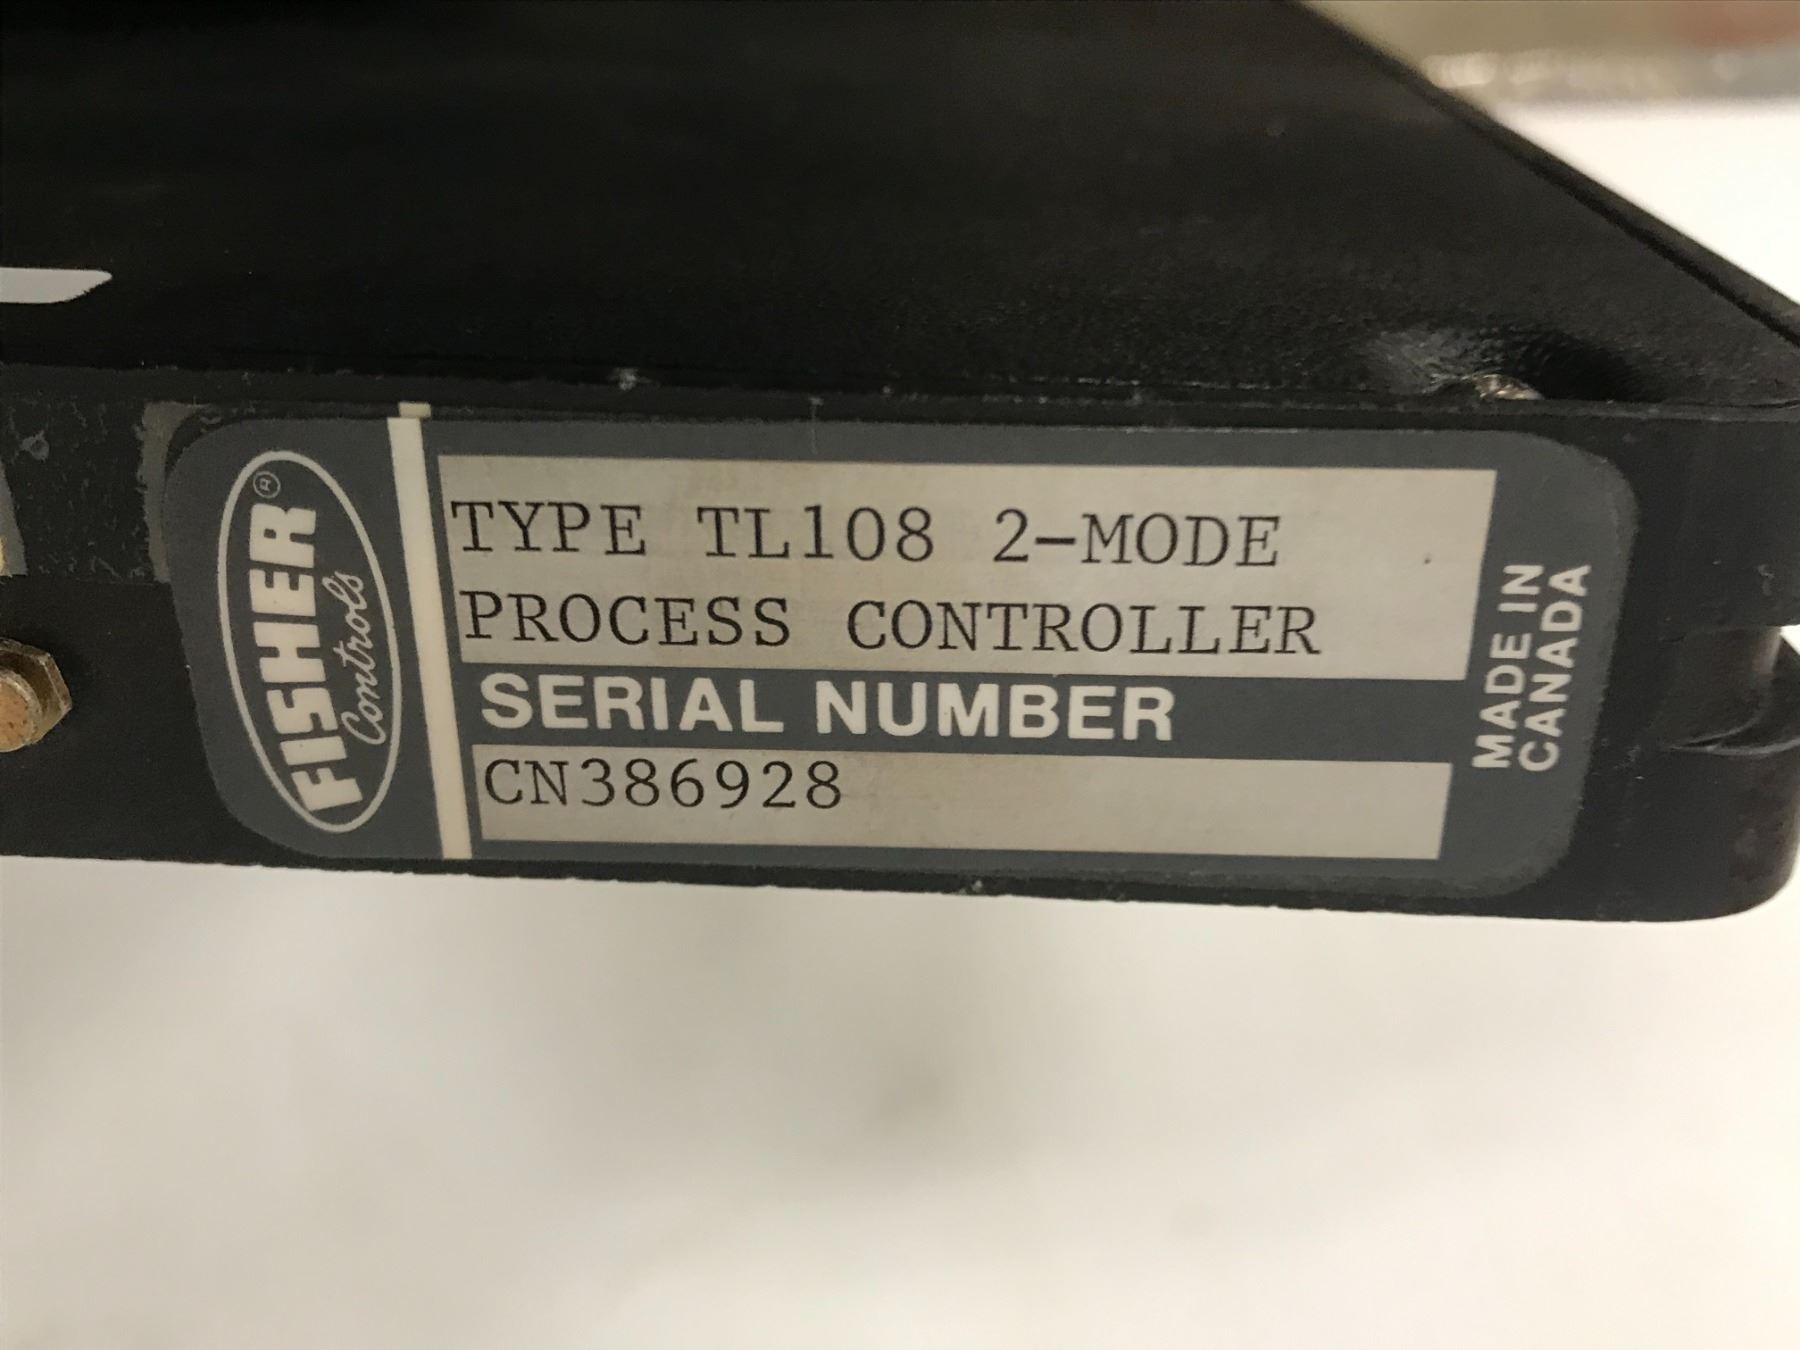 FISHER®
Controls
TYPE TL108 2-MODE
PROCESS CONTROLLER
SERIAL NUMBER
CN386928
MADE IN
CANADA